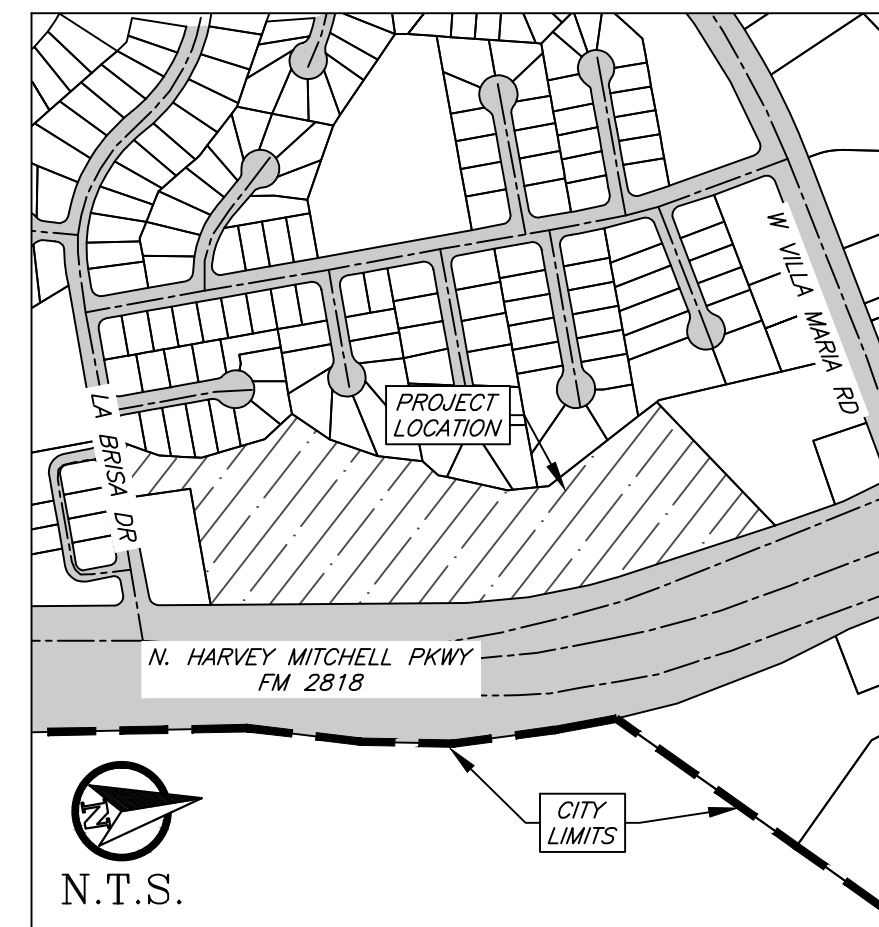 W VILLA MARIA RD
PROJECT
LOCATION
LA BRISA DR
N. HARVEY MITCHELL PKWY
FM 2818
CITY
LIMITS
N
N.T.S.